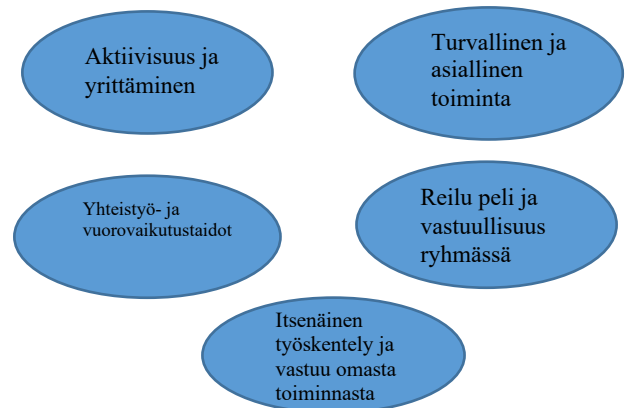 Aktiivisuus ja
yrittäminen
Turvallinen ja
asiallinen
toiminta
Yhteistyö- ja
vuorovaikutustaidot
Reilu peli ja
vastuullisuus
ryhmässä
Itsenäinen
työskentely ja
vastuu omasta
toiminnasta